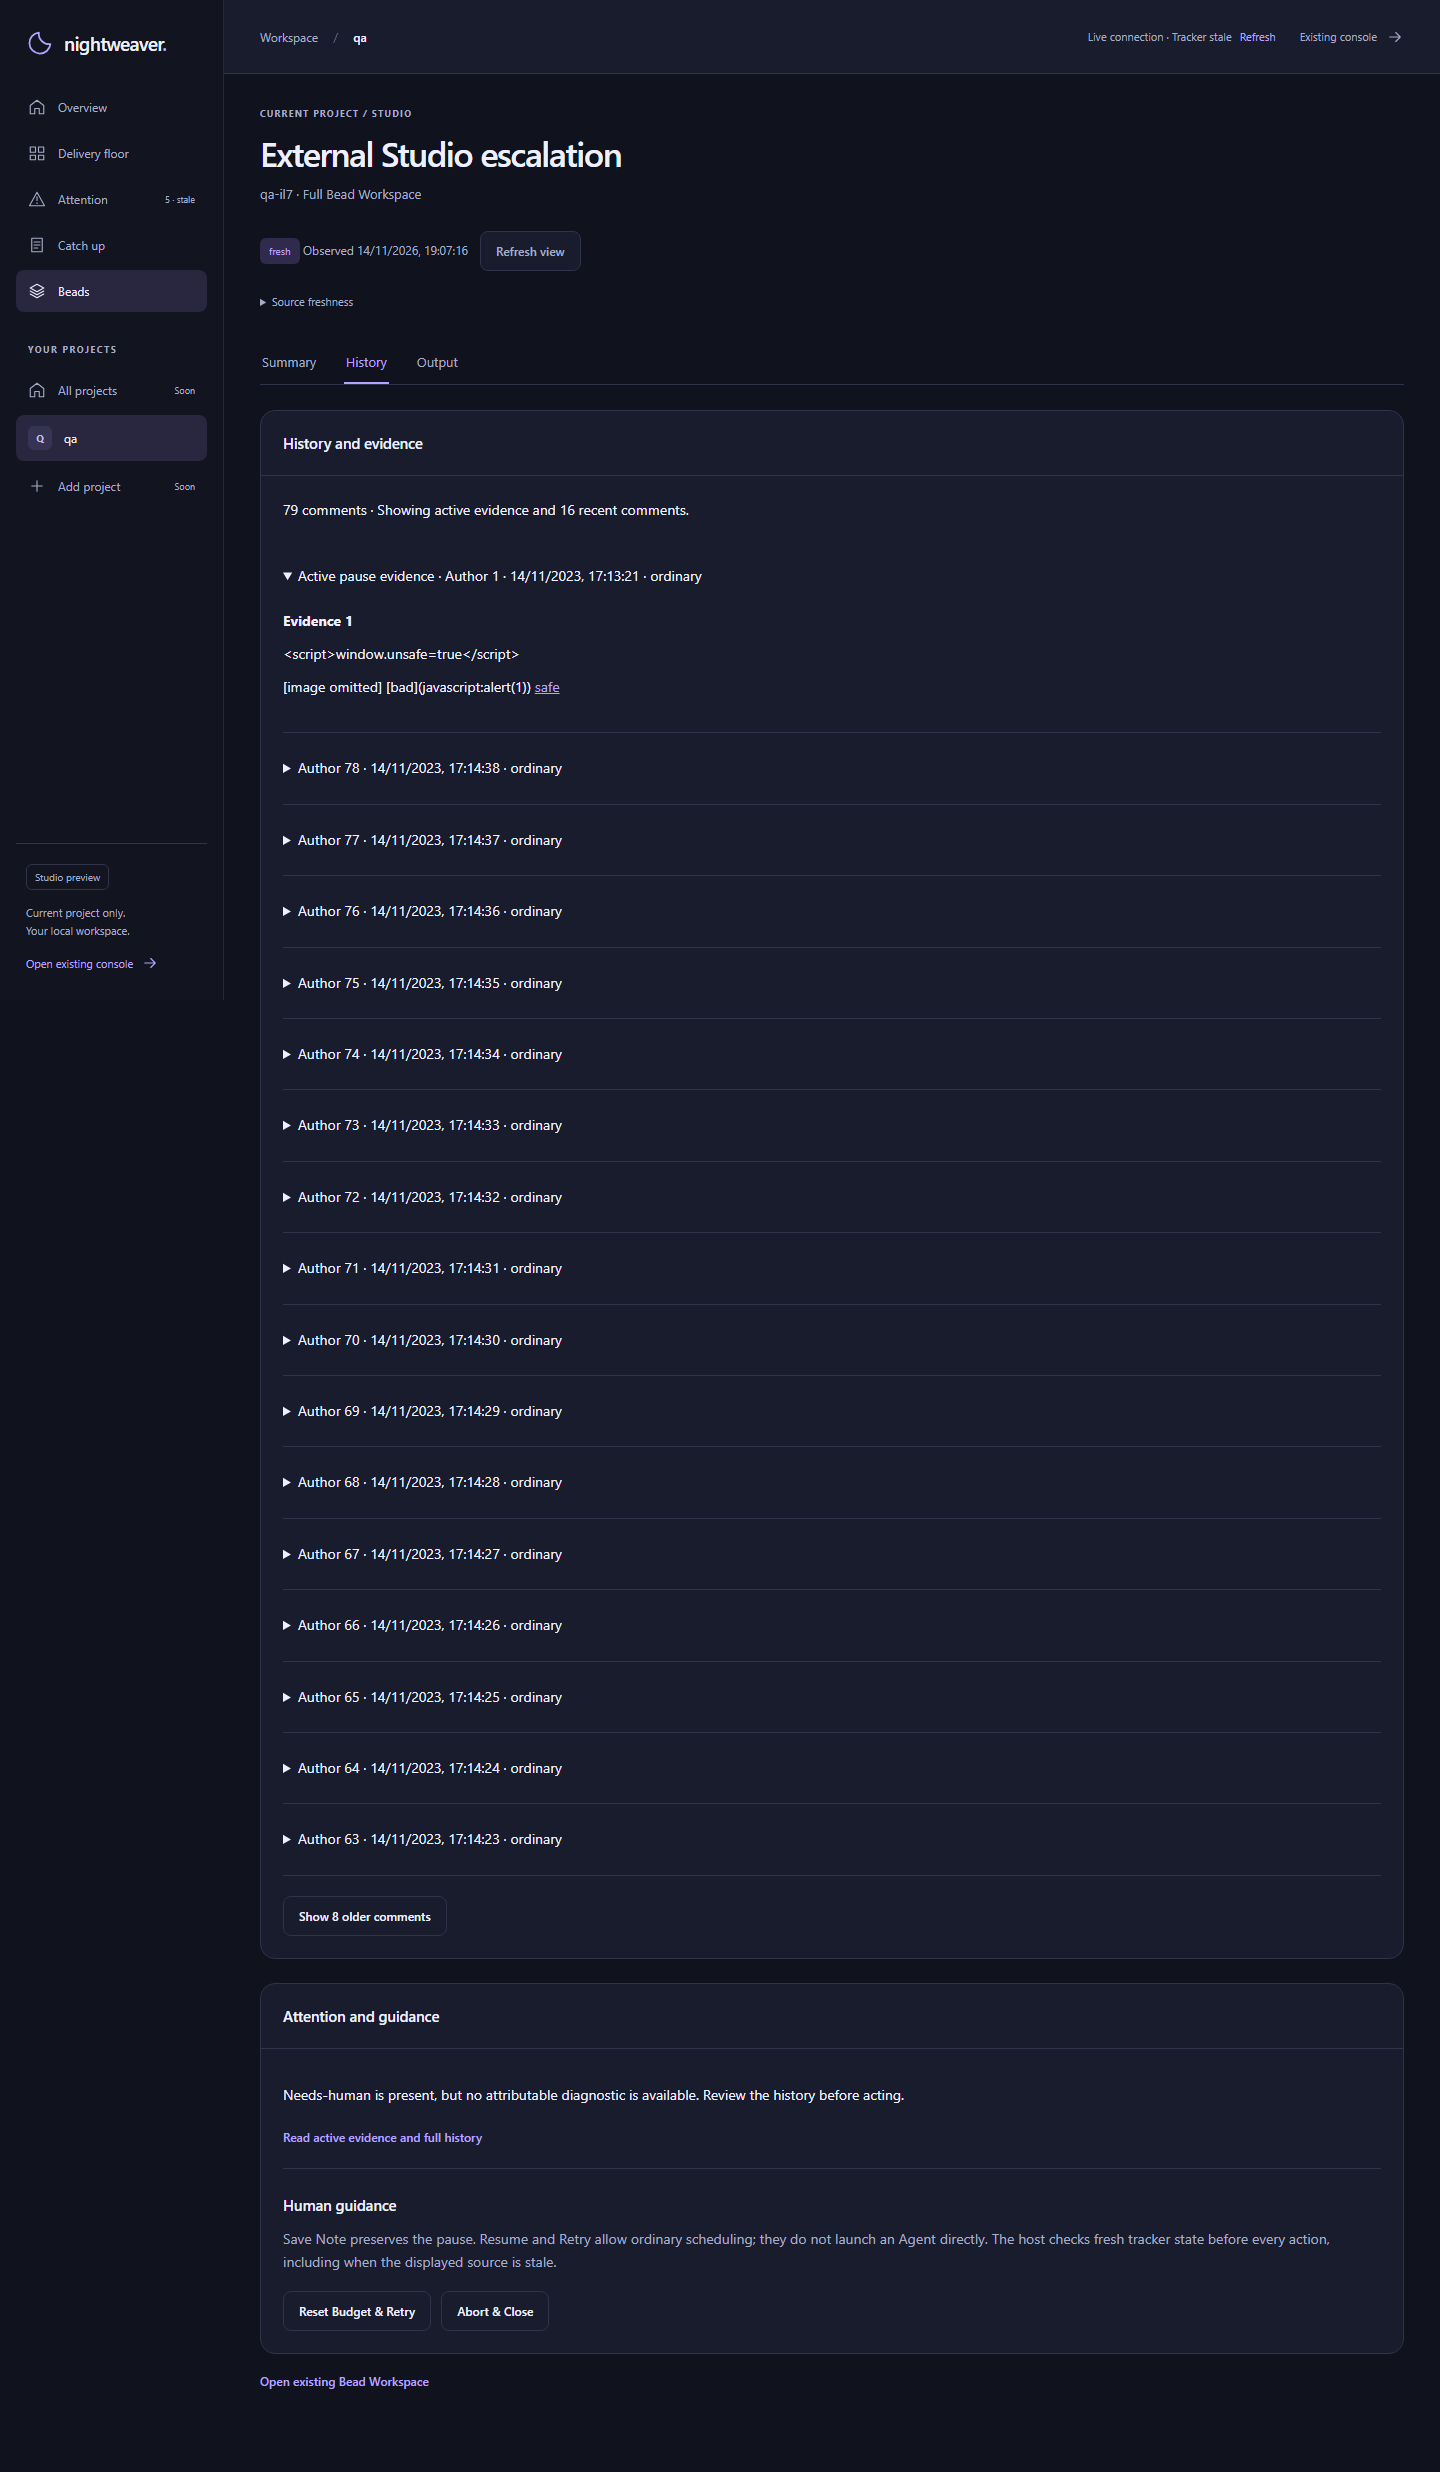 nightweaver.
Overview
Delivery floor
Attention 5 · stale
Catch up
Beads
YOUR PROJECTS
All projects Soon
Q qa
Add project Soon
Studio preview
Current project only.
Your local workspace.
Open existing console →
Workspace / qa
Live connection · Tracker stale Refresh Existing console →
CURRENT PROJECT / STUDIO
External Studio escalation
qa-il7 · Full Bead Workspace
fresh Observed 14/11/2026, 19:07:16 Refresh view
▶ Source freshness
Summary History Output
History and evidence
79 comments · Showing active evidence and 16 recent comments.
▼ Active pause evidence · Author 1 · 14/11/2023, 17:13:21 · ordinary
Evidence 1
<script>window.unsafe=true</script>
[image omitted] [bad](javascript:alert(1)) safe
▶ Author 78 · 14/11/2023, 17:14:38 · ordinary
▶ Author 77 · 14/11/2023, 17:14:37 · ordinary
▶ Author 76 · 14/11/2023, 17:14:36 · ordinary
▶ Author 75 · 14/11/2023, 17:14:35 · ordinary
▶ Author 74 · 14/11/2023, 17:14:34 · ordinary
▶ Author 73 · 14/11/2023, 17:14:33 · ordinary
▶ Author 72 · 14/11/2023, 17:14:32 · ordinary
▶ Author 71 · 14/11/2023, 17:14:31 · ordinary
▶ Author 70 · 14/11/2023, 17:14:30 · ordinary
▶ Author 69 · 14/11/2023, 17:14:29 · ordinary
▶ Author 68 · 14/11/2023, 17:14:28 · ordinary
▶ Author 67 · 14/11/2023, 17:14:27 · ordinary
▶ Author 66 · 14/11/2023, 17:14:26 · ordinary
▶ Author 65 · 14/11/2023, 17:14:25 · ordinary
▶ Author 64 · 14/11/2023, 17:14:24 · ordinary
▶ Author 63 · 14/11/2023, 17:14:23 · ordinary
Show 8 older comments
Attention and guidance
Needs-human is present, but no attributable diagnostic is available. Review the history before acting.
Read active evidence and full history
Human guidance
Save Note preserves the pause. Resume and Retry allow ordinary scheduling; they do not launch an Agent directly. The host checks fresh tracker state before every action,
including when the displayed source is stale.
Reset Budget & Retry Abort & Close
Open existing Bead Workspace